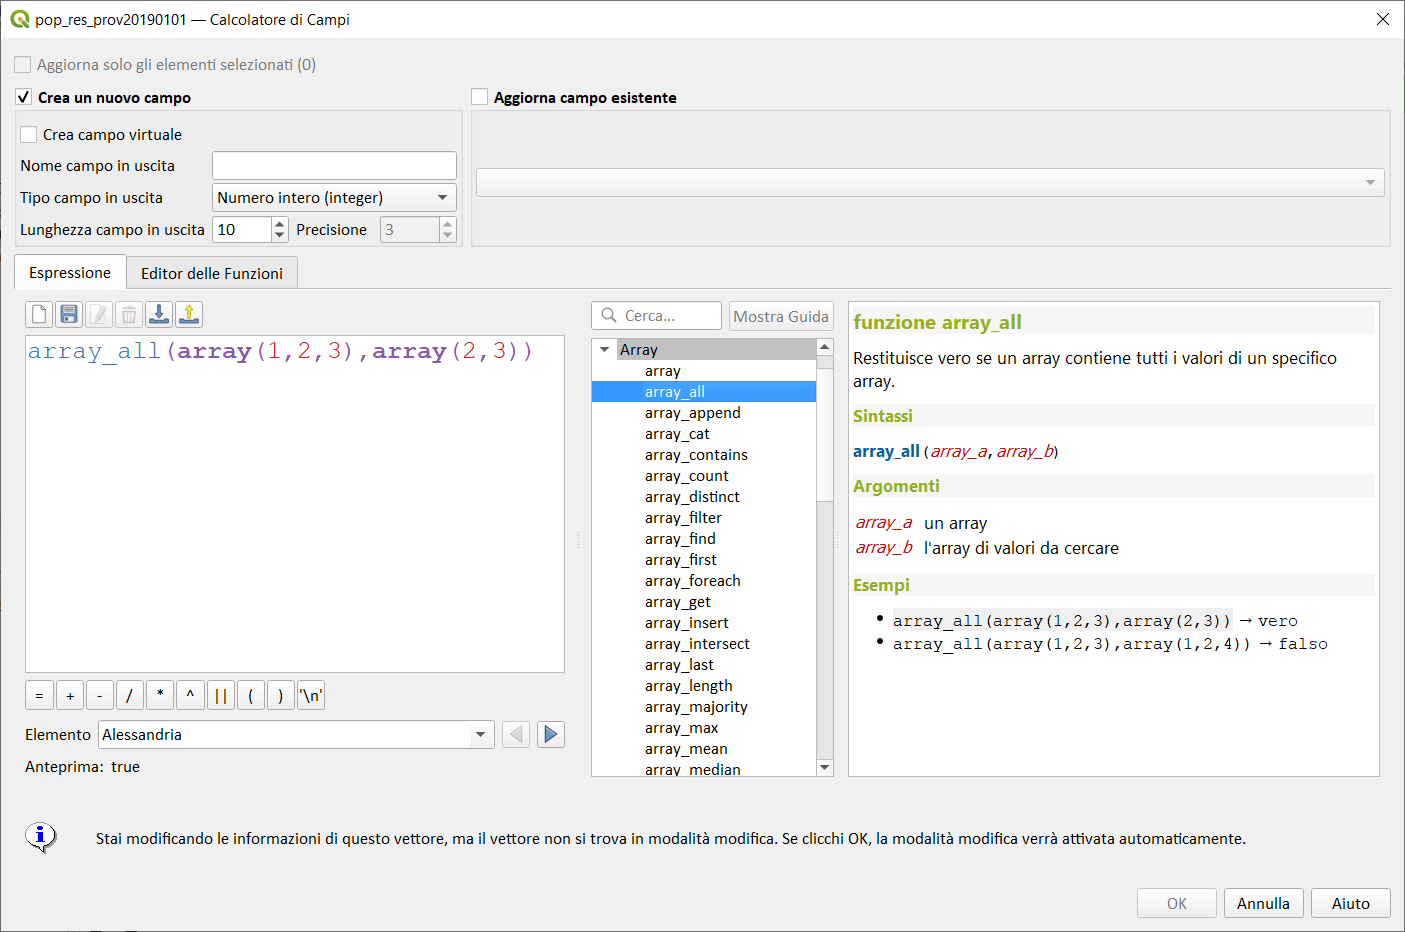 pop_res_prov20190101 — Calcolatore di Campi
Aggiorna solo gli elementi selezionati (0)
Crea un nuovo campo
Aggiorna campo esistente
Crea campo virtuale
Nome campo in uscita
Tipo campo in uscita Numero intero (integer)
Lunghezza campo in uscita 10 Precisione 3
Espressione Editor delle Funzioni
array_all(array(1,2,3),array(2,3))
= + - / * ^ || ( ) '\n'
Elemento Alessandria
Anteprima: true
Cerca... Mostra Guida
Array
array
array_all
array_append
array_cat
array_contains
array_count
array_distinct
array_filter
array_find
array_first
array_foreach
array_get
array_insert
array_intersect
array_last
array_length
array_majority
array_max
array_mean
array_median
funzione array_all
Restituisce vero se un array contiene tutti i valori di un specifico
array.
Sintassi
array_all(array_a,array_b)
Argomenti
array_a un array
array_b l'array di valori da cercare
Esempi
array_all(array(1,2,3),array(2,3)) → vero
array_all(array(1,2,3),array(1,2,4)) → falso
Stai modificando le informazioni di questo vettore, ma il vettore non si trova in modalità modifica. Se clicchi OK, la modalità modifica verrà attivata automaticamente.
OK Annulla Aiuto